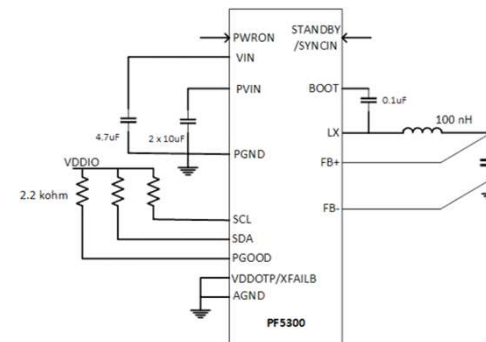 PWRON
STANDBY
/SYNCIN
VIN
PVIN
BOOT
0.1uF
100 nH
LX
4.7uF
2 x 10uF
PGND
FB+
VDDIO
2.2 kohm
FB-
SCL
SDA
PGOOD
VDDOTP/XFAILB
AGND
PF5300